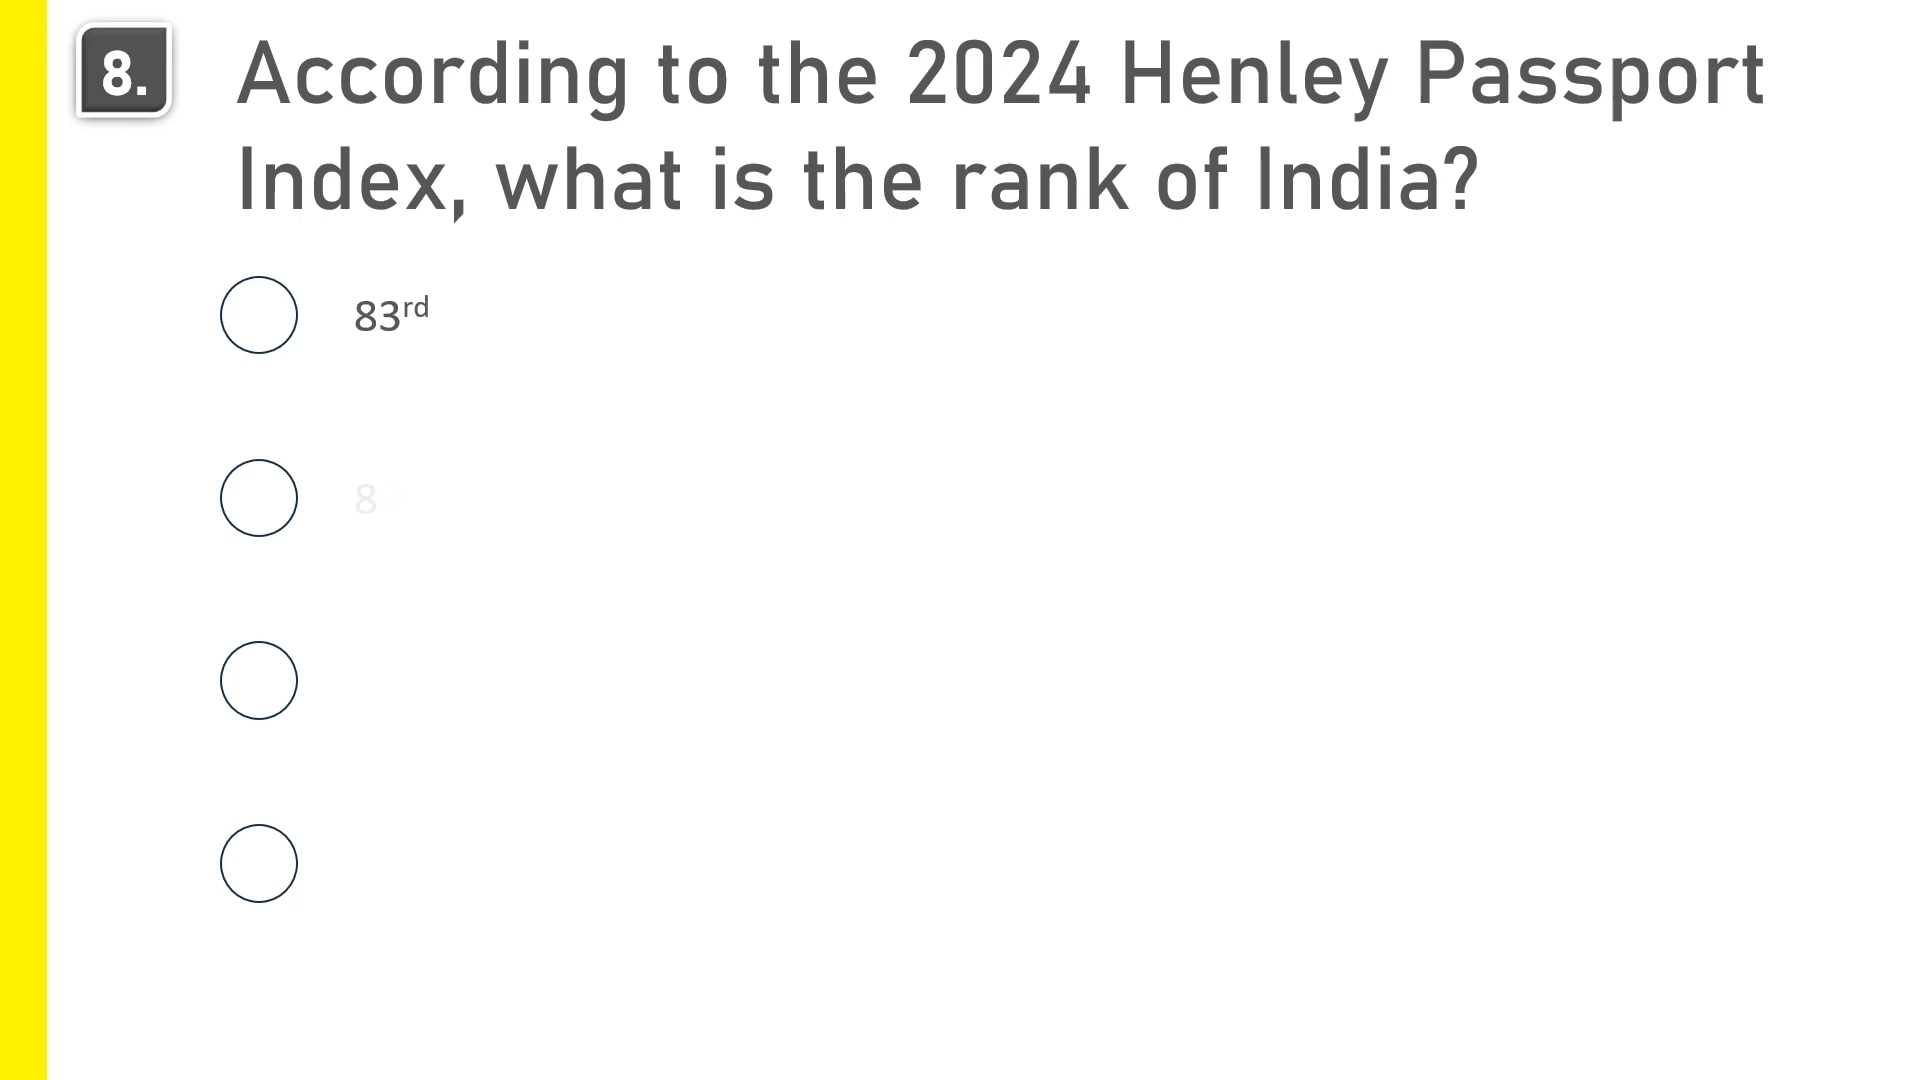 8.
According to the 2024 Henley Passport
Index, what is the rank of India?
83rd